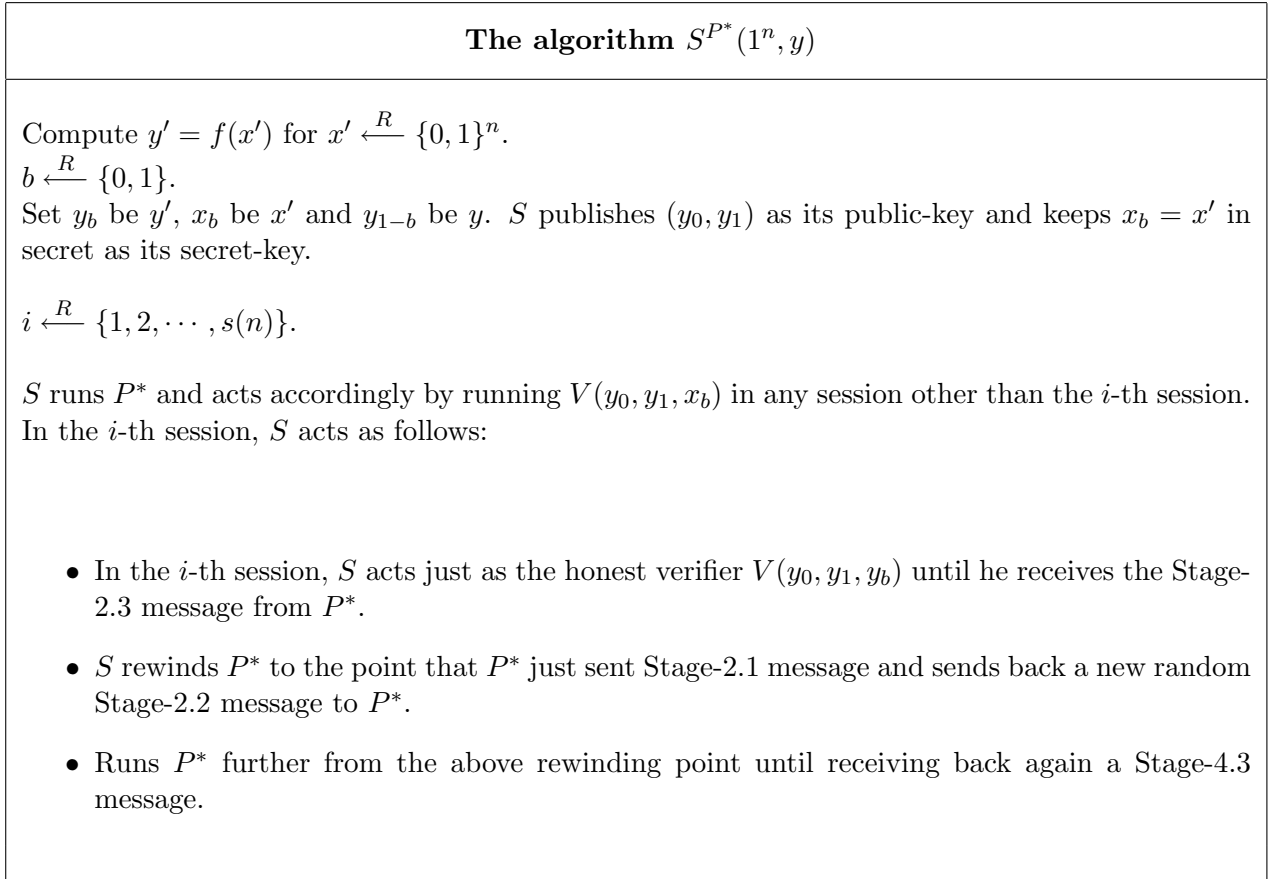 The algorithm $S^{P^*}(1^n, y)$
Compute $y' = f(x')$ for $x' \xleftarrow{R} \{0, 1\}^n$.
$b \xleftarrow{R} \{0, 1\}$.
Set $y_b$ be $y'$, $x_b$ be $x'$ and $y_{1-b}$ be $y$. $S$ publishes $(y_0, y_1)$ as its public-key and keeps $x_b = x'$ in
secret as its secret-key.
$i \xleftarrow{R} \{1, 2, \cdots, s(n)\}$.
$S$ runs $P^*$ and acts accordingly by running $V(y_0, y_1, x_b)$ in any session other than the $i$-th session.
In the $i$-th session, $S$ acts as follows:
• In the $i$-th session, $S$ acts just as the honest verifier $V(y_0, y_1, y_b)$ until he receives the Stage-
2.3 message from $P^*$.
• $S$ rewinds $P^*$ to the point that $P^*$ just sent Stage-2.1 message and sends back a new random
Stage-2.2 message to $P^*$.
• Runs $P^*$ further from the above rewinding point until receiving back again a Stage-4.3
message.